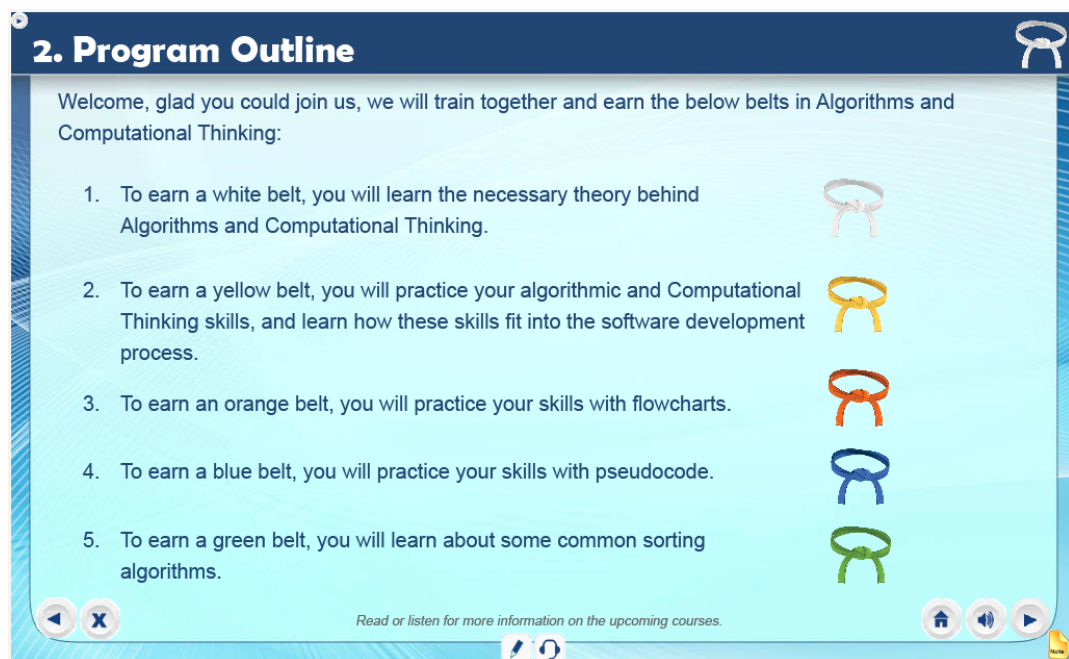 2. Program Outline
Welcome, glad you could join us, we will train together and earn the below belts in Algorithms and
Computational Thinking:
1. To earn a white belt, you will learn the necessary theory behind
Algorithms and Computational Thinking.
2. To earn a yellow belt, you will practice your algorithmic and Computational
Thinking skills, and learn how these skills fit into the software development
process.
3. To earn an orange belt, you will practice your skills with flowcharts.
4. To earn a blue belt, you will practice your skills with pseudocode.
5. To earn a green belt, you will learn about some common sorting
algorithms.
X
Read or listen for more information on the upcoming courses.
Note